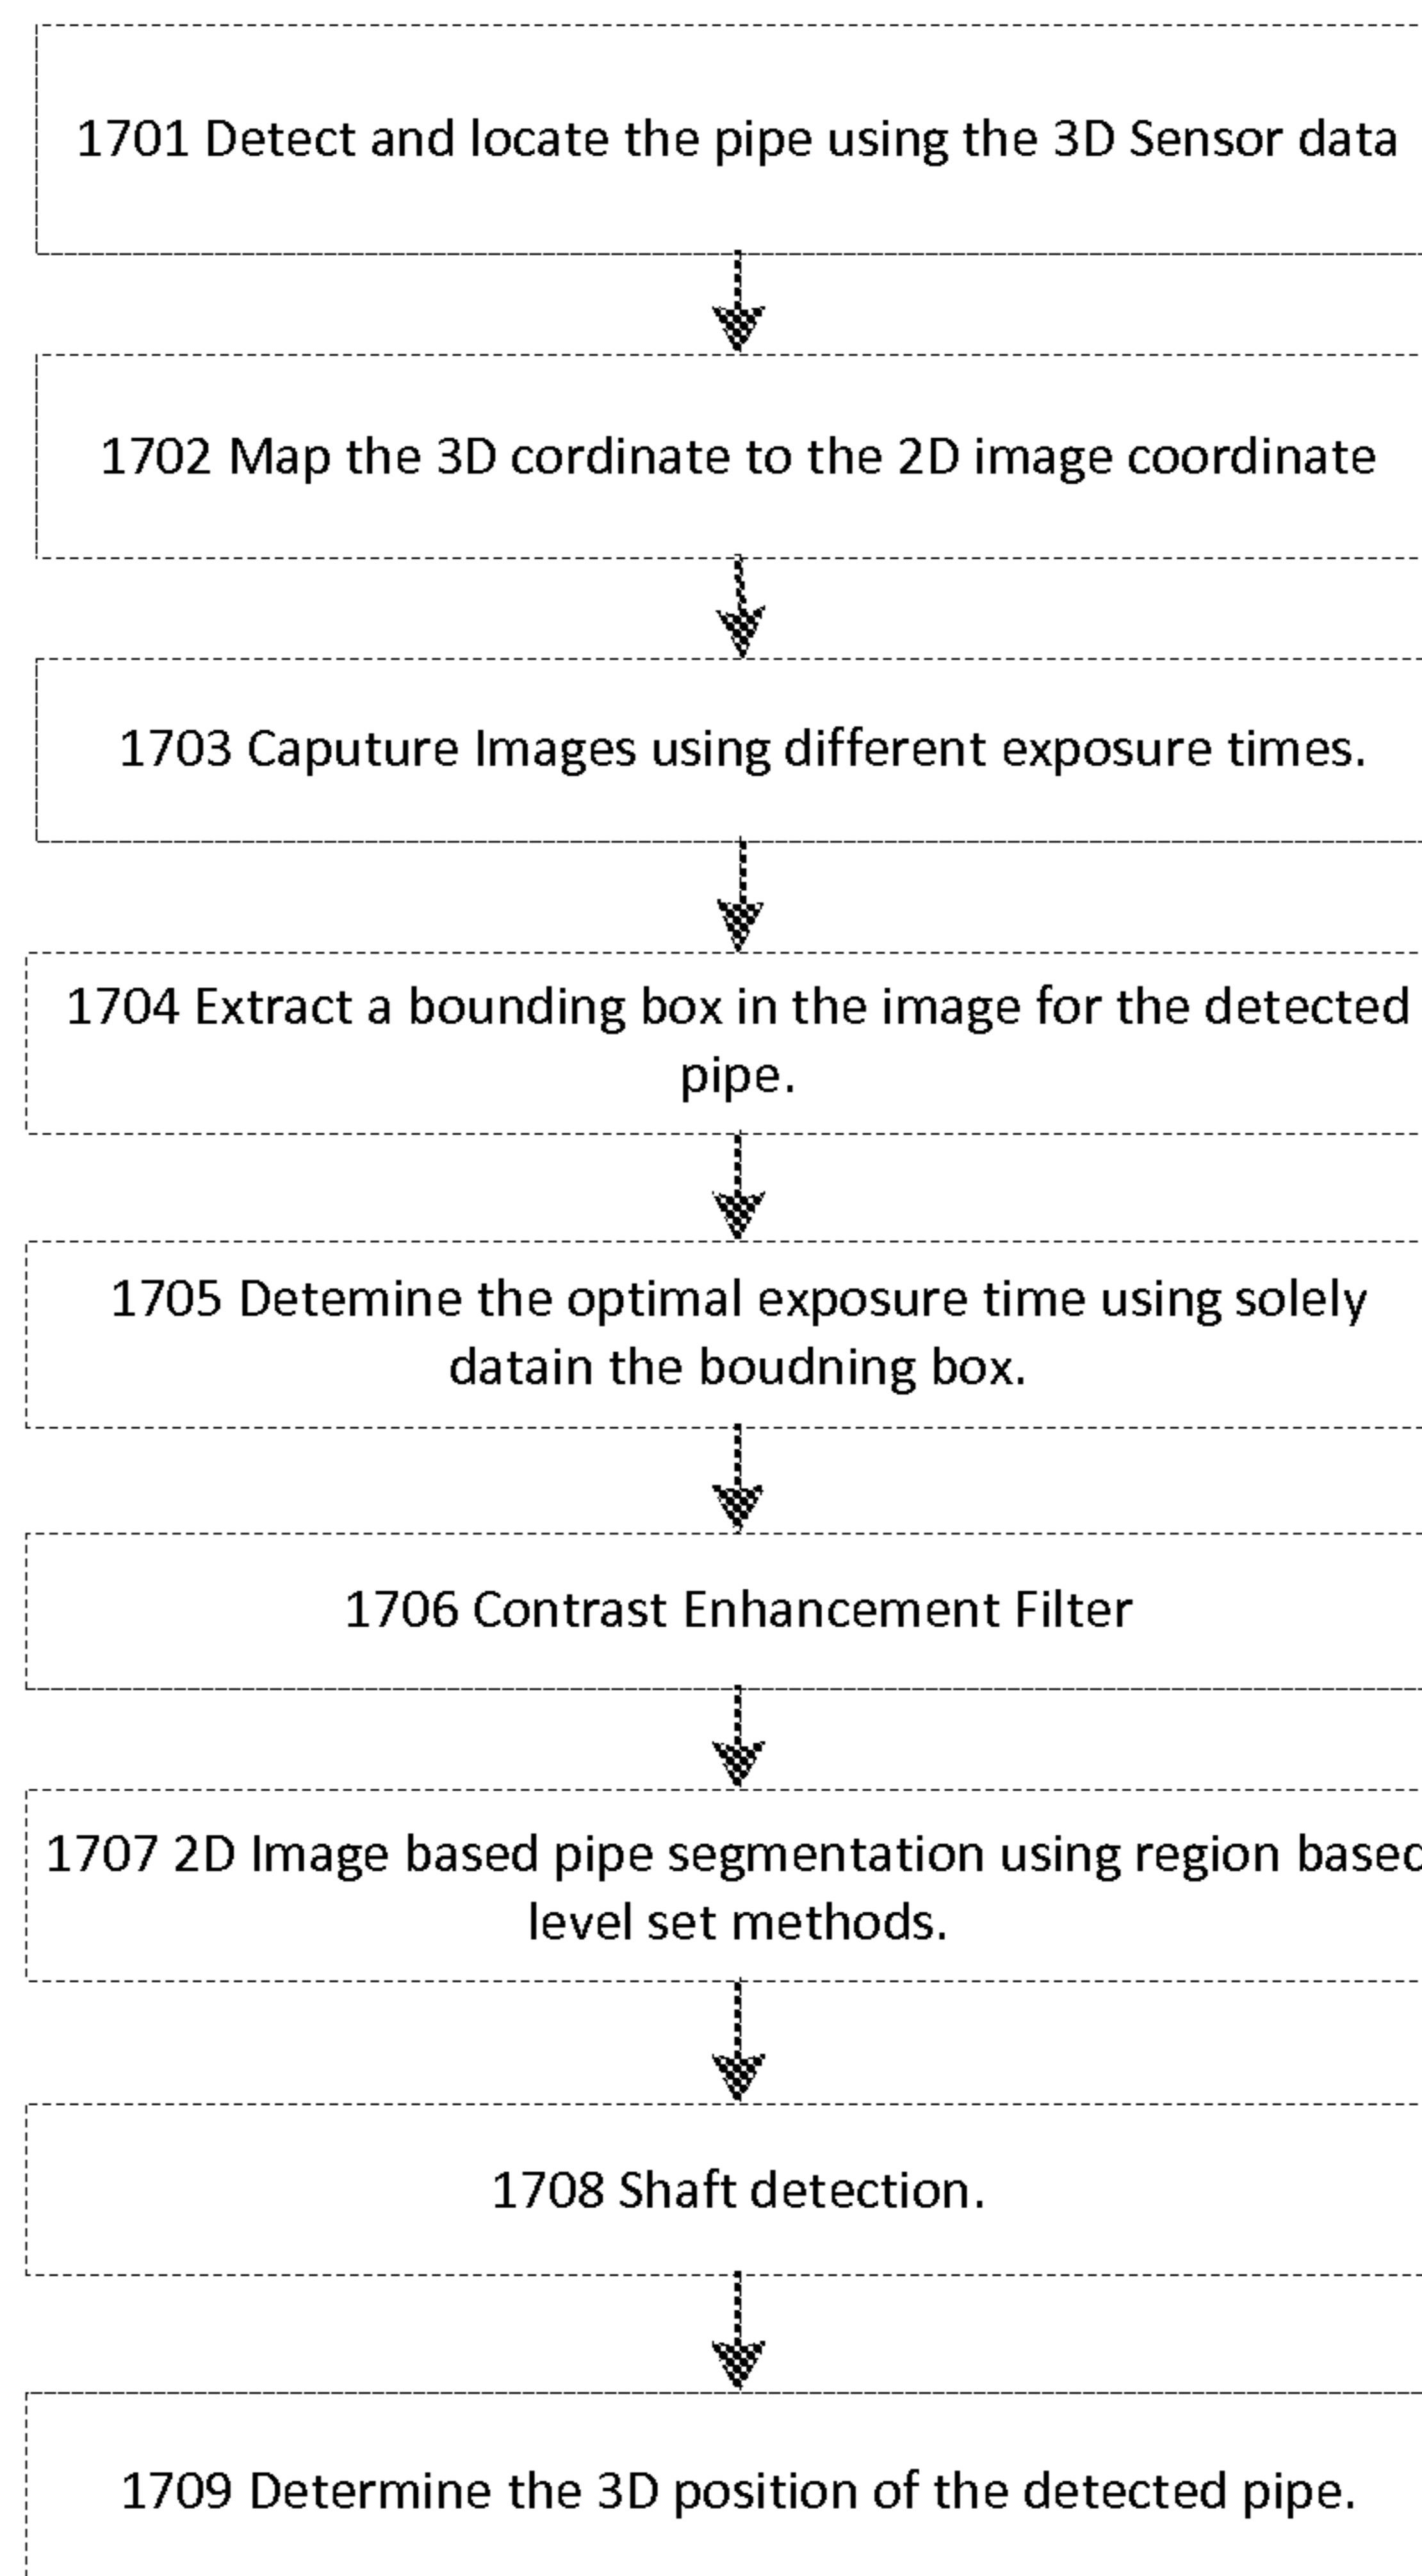 1701 Detect and locate the pipe using the 3D Sensor data
1702 Map the 3D cordinate to the 2D image coordinate
1703 Caputure Images using different exposure times.
1704 Extract a bounding box in the image for the detected
pipe.
1705 Detemine the optimal exposure time using solely
datain the boudning box.
1706 Contrast Enhancement Filter
1707 2D Image based pipe segmentation using region based
level set methods.
1708 Shaft detection.
1709 Determine the 3D position of the detected pipe.